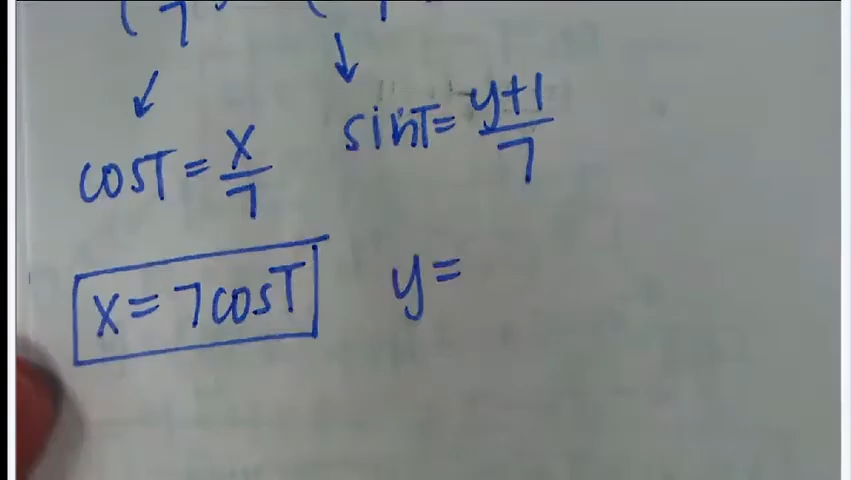 cosT = x/7
sinT = y+1/7
x = 7cosT
y =